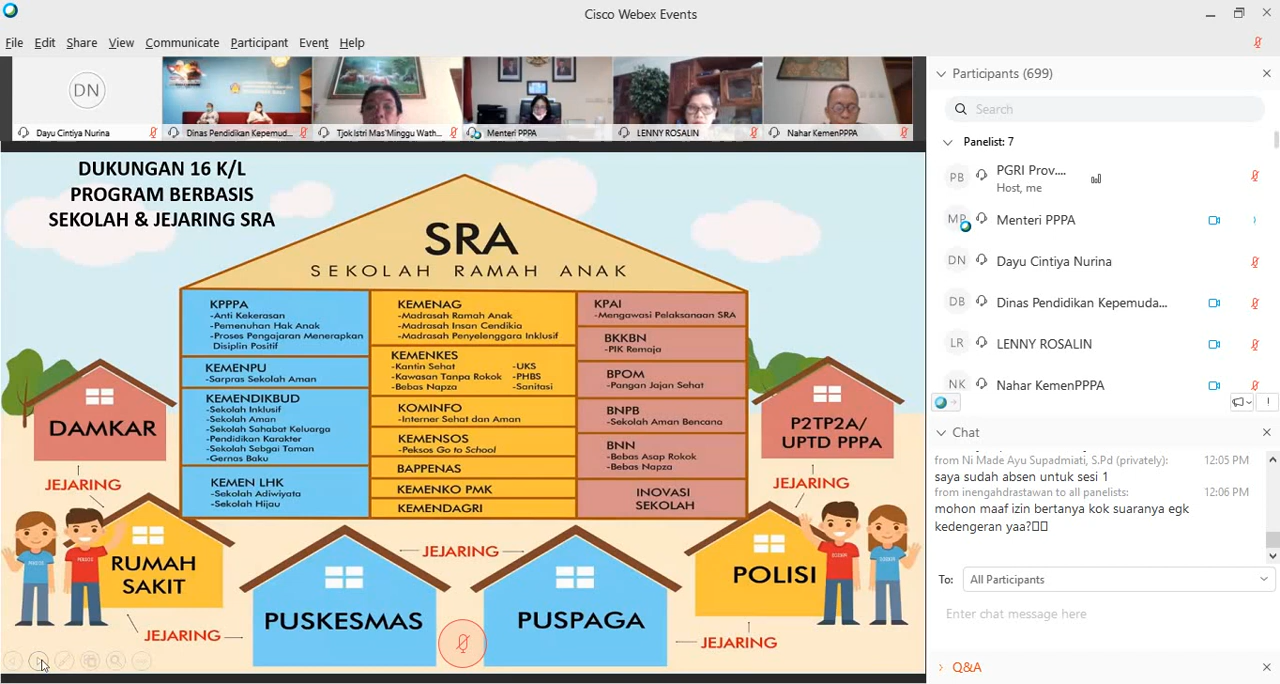 Cisco Webex Events
File Edit Share View Communicate Participant Event Help
DN
Dayu Cintiya Nurina
Dinas Pendidikan Kepemud...
Tjok Istri Mas'Minggu Wath...
Menteri PPPA
LENNY ROSALIN
Nahar KemenPPPA
DUKUNGAN 16 K/L
PROGRAM BERBASIS
SEKOLAH & JEJARING SRA
SRA
SEKOLAH RAMAH ANAK
KPPPA
-Anti Kekerasan
-Pemenuhan Hak Anak
-Proses Pengajaran Menerapkan
Disiplin Positif
KEMENPU
-Sarpras Sekolah Aman
KEMENDIKBUD
-Sekolah Inklusif
-Sekolah Aman
-Sekolah Sahabat Keluarga
-Pendidikan Karakter
-Sekolah Sebgai Taman
-Gernas Baku
KEMEN LHK
-Sekolah Adiwiyata
-Sekolah Hijau
KEMENAG
-Madrasah Ramah Anak
-Madrasah Insan Cendikia
-Madrasah Penyelenggara Inklusif
KEMENKES
-Kantin Sehat -UKS
-Kawasan Tanpa Rokok -PHBS
-Bebas Napza -Sanitasi
KOMINFO
-Interner Sehat dan Aman
KEMENSOS
-Peksos Go to School
BAPPENAS
KEMENKO PMK
KEMENDAGRI
KPAI
-Mengawasi Pelaksanaan SRA
BKKBN
-PIK Remaja
BPOM
-Pangan Jajan Sehat
BNPB
-Sekolah Aman Bencana
BNN
-Bebas Asap Rokok
-Bebas Napza
INOVASI
SEKOLAH
DAMKAR
JEJARING
RUMAH
SAKIT
JEJARING
PUSKESMAS
JEJARING
PUSPAGA
JEJARING
POLISI
JEJARING
P2TP2A/
UPTD PPPA
Participants (699)
Search
Panelist: 7
PB PGRI Prov....
Host, me
MP Menteri PPPA
DN Dayu Cintiya Nurina
DB Dinas Pendidikan Kepemuda...
LR LENNY ROSALIN
NK Nahar KemenPPPA
Chat
from Ni Made Ayu Supadmiati, S.Pd (privately): 12:05 PM
saya sudah absen untuk sesi 1
from inengahdrastawan to all panelists: 12:06 PM
mohon maaf izin bertanya kok suaranya egk
kedengeran yaa?
To: All Participants
Enter chat message here
Q&A